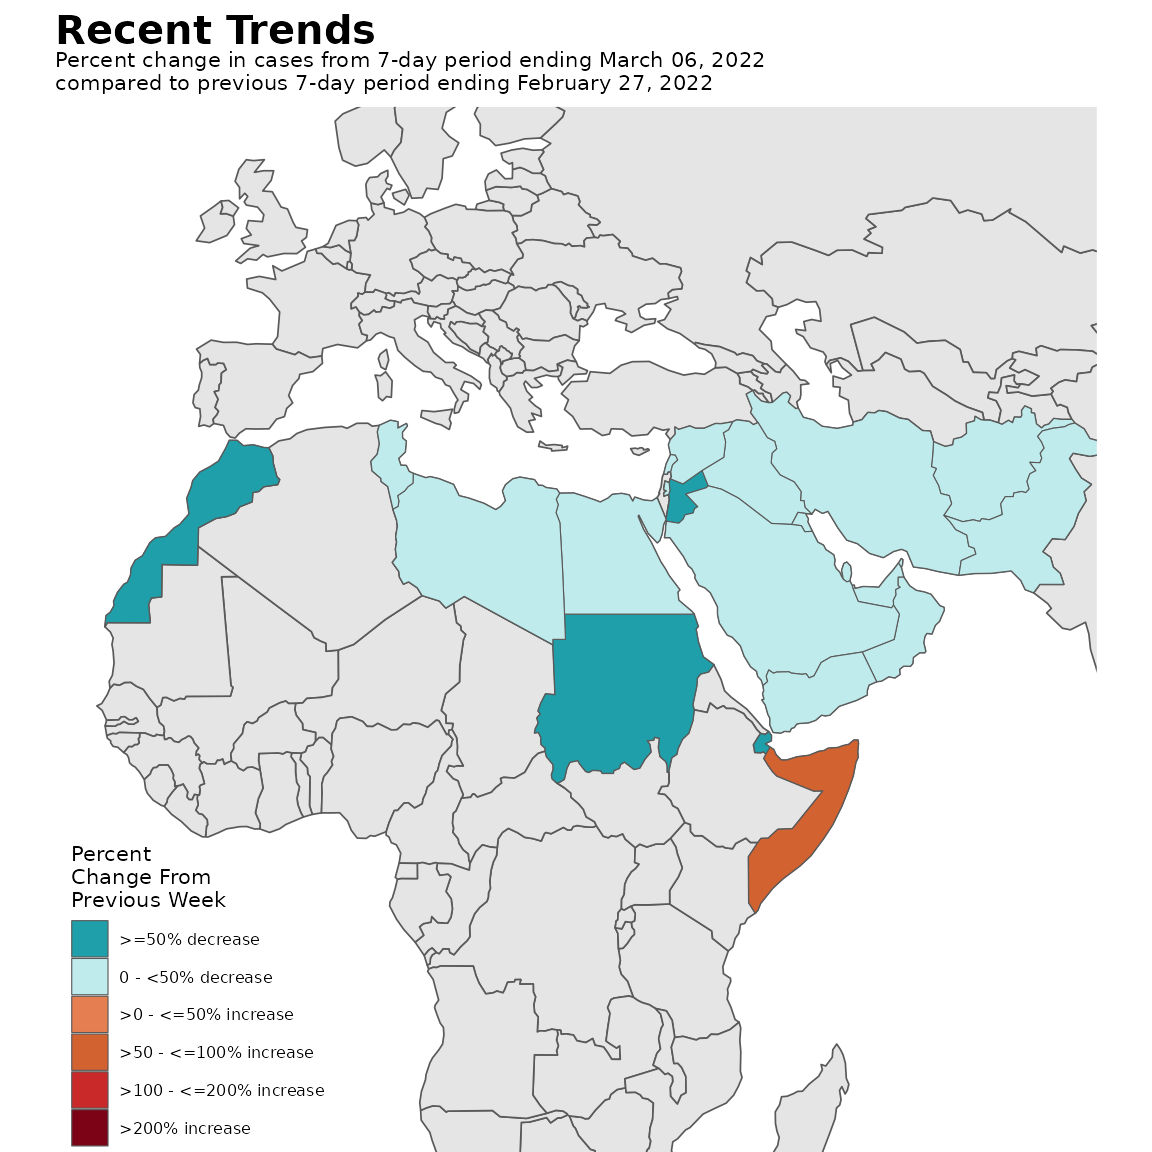 Recent Trends
Percent change in cases from 7-day period ending March 06, 2022
compared to previous 7-day period ending February 27, 2022
Percent
Change From
Previous Week
>=50% decrease
0 - <50% decrease
>0 - <=50% increase
>50 - <=100% increase
>100 - <=200% increase
>200% increase